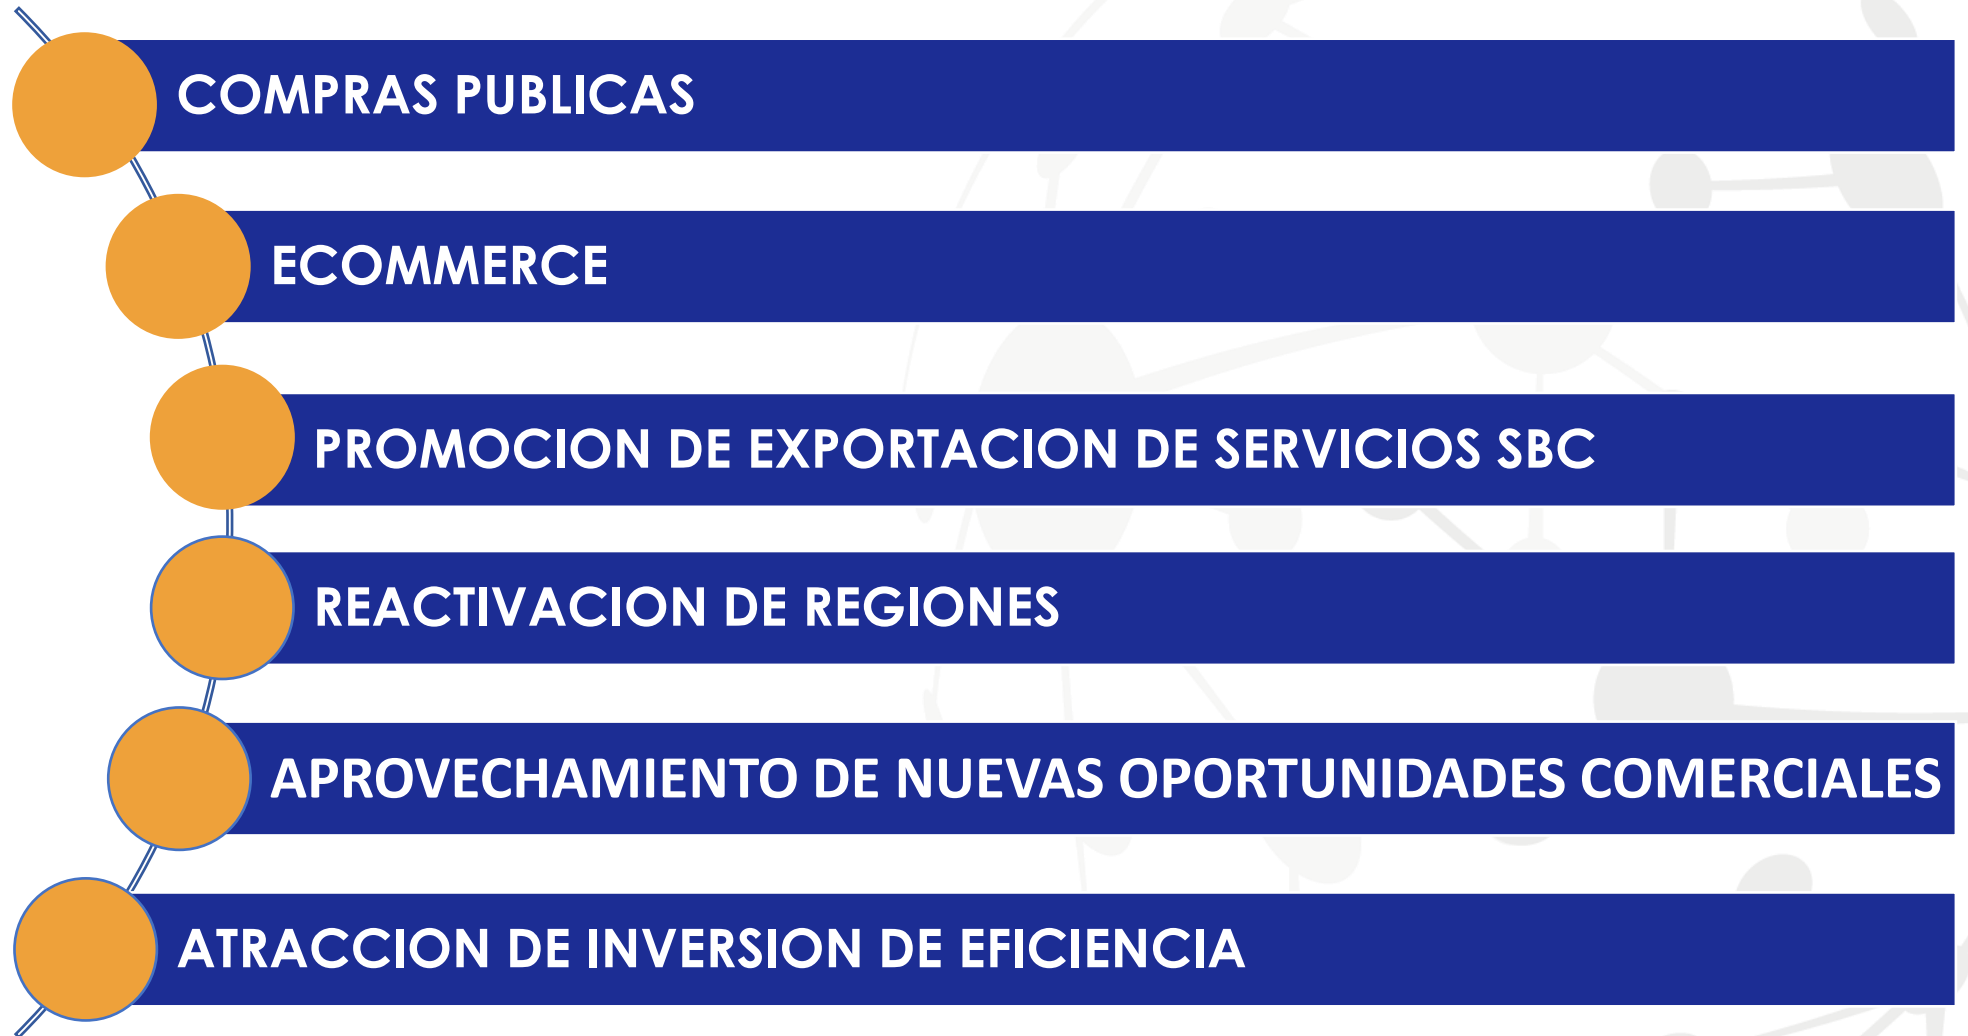 COMPRAS PUBLICAS
ECOMMERCE
PROMOCION DE EXPORTACION DE SERVICIOS SBC
REACTIVACION DE REGIONES
APROVECHAMIENTO DE NUEVAS OPORTUNIDADES COMERCIALES
ATRACCION DE INVERSION DE EFICIENCIA